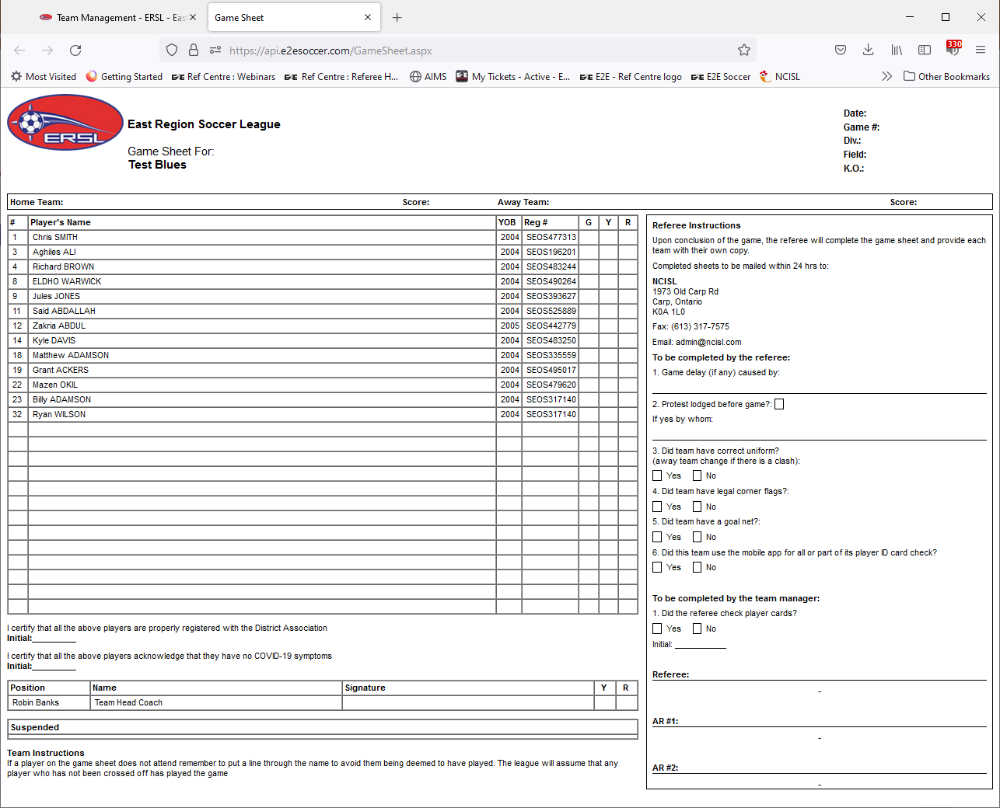 Team Management - ERSL - Eas
Game Sheet
https://api.e2esoccer.com/GameSheet.aspx
330
Most Visited
Getting Started
E2E Ref Centre : Webinars
E2E Ref Centre : Referee H...
AIMS
My Tickets - Active - E...
E2E E2E - Ref Centre logo
E2E E2E Soccer
NCISL
Other Bookmarks
ERSL
East Region Soccer League
Game Sheet For:
Test Blues
Date:
Game #:
Div.:
Field:
K.O.:
Home Team: Score: Away Team: Score:
# Player's Name YOB Reg # G Y R
1 Chris SMITH 2004 SEOS477313
3 Aghiles ALI 2004 SEOS196201
4 Richard BROWN 2004 SEOS483244
8 ELDHO WARWICK 2004 SEOS490264
9 Jules JONES 2004 SEOS393627
11 Said ABDALLAH 2004 SEOS525889
12 Zakria ABDUL 2005 SEOS442779
14 Kyle DAVIS 2004 SEOS483250
18 Matthew ADAMSON 2004 SEOS335559
19 Grant ACKERS 2004 SEOS495017
22 Mazen OKIL 2004 SEOS479620
23 Billy ADAMSON 2004 SEOS317140
32 Ryan WILSON 2004 SEOS317140
I certify that all the above players are properly registered with the District Association
Initial:__________
I certify that all the above players acknowledge that they have no COVID-19 symptoms
Initial:__________
Position Name Signature Y R
Robin Banks Team Head Coach
Suspended
Team Instructions
If a player on the game sheet does not attend remember to put a line through the name to avoid them being deemed to have played. The league will assume that any
player who has not been crossed off has played the game
Referee Instructions
Upon conclusion of the game, the referee will complete the game sheet and provide each
team with their own copy.
Completed sheets to be mailed within 24 hrs to:
NCISL
1973 Old Carp Rd
Carp, Ontario
K0A 1L0
Fax: (613) 317-7575
Email: admin@ncisl.com
To be completed by the referee:
1. Game delay (if any) caused by:
2. Protest lodged before game?:
If yes by whom:
3. Did team have correct uniform?
(away team change if there is a clash):
Yes No
4. Did team have legal corner flags?:
Yes No
5. Did team have a goal net?:
Yes No
6. Did this team use the mobile app for all or part of its player ID card check?
Yes No
To be completed by the team manager:
1. Did the referee check player cards?
Yes No
Initial: ___________
Referee:
-
AR #1:
-
AR #2:
-